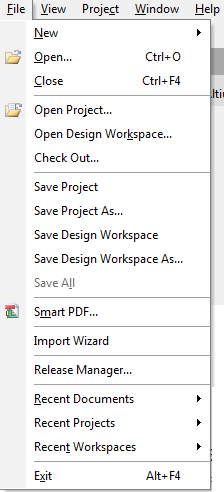 File View Project Window Help
New
Open... Ctrl+O
Close Ctrl+F4
Open Project...
Open Design Workspace...
Check Out...
Save Project
Save Project As...
Save Design Workspace
Save Design Workspace As...
Save All
Smart PDF...
Import Wizard
Release Manager...
Recent Documents
Recent Projects
Recent Workspaces
Exit Alt+F4